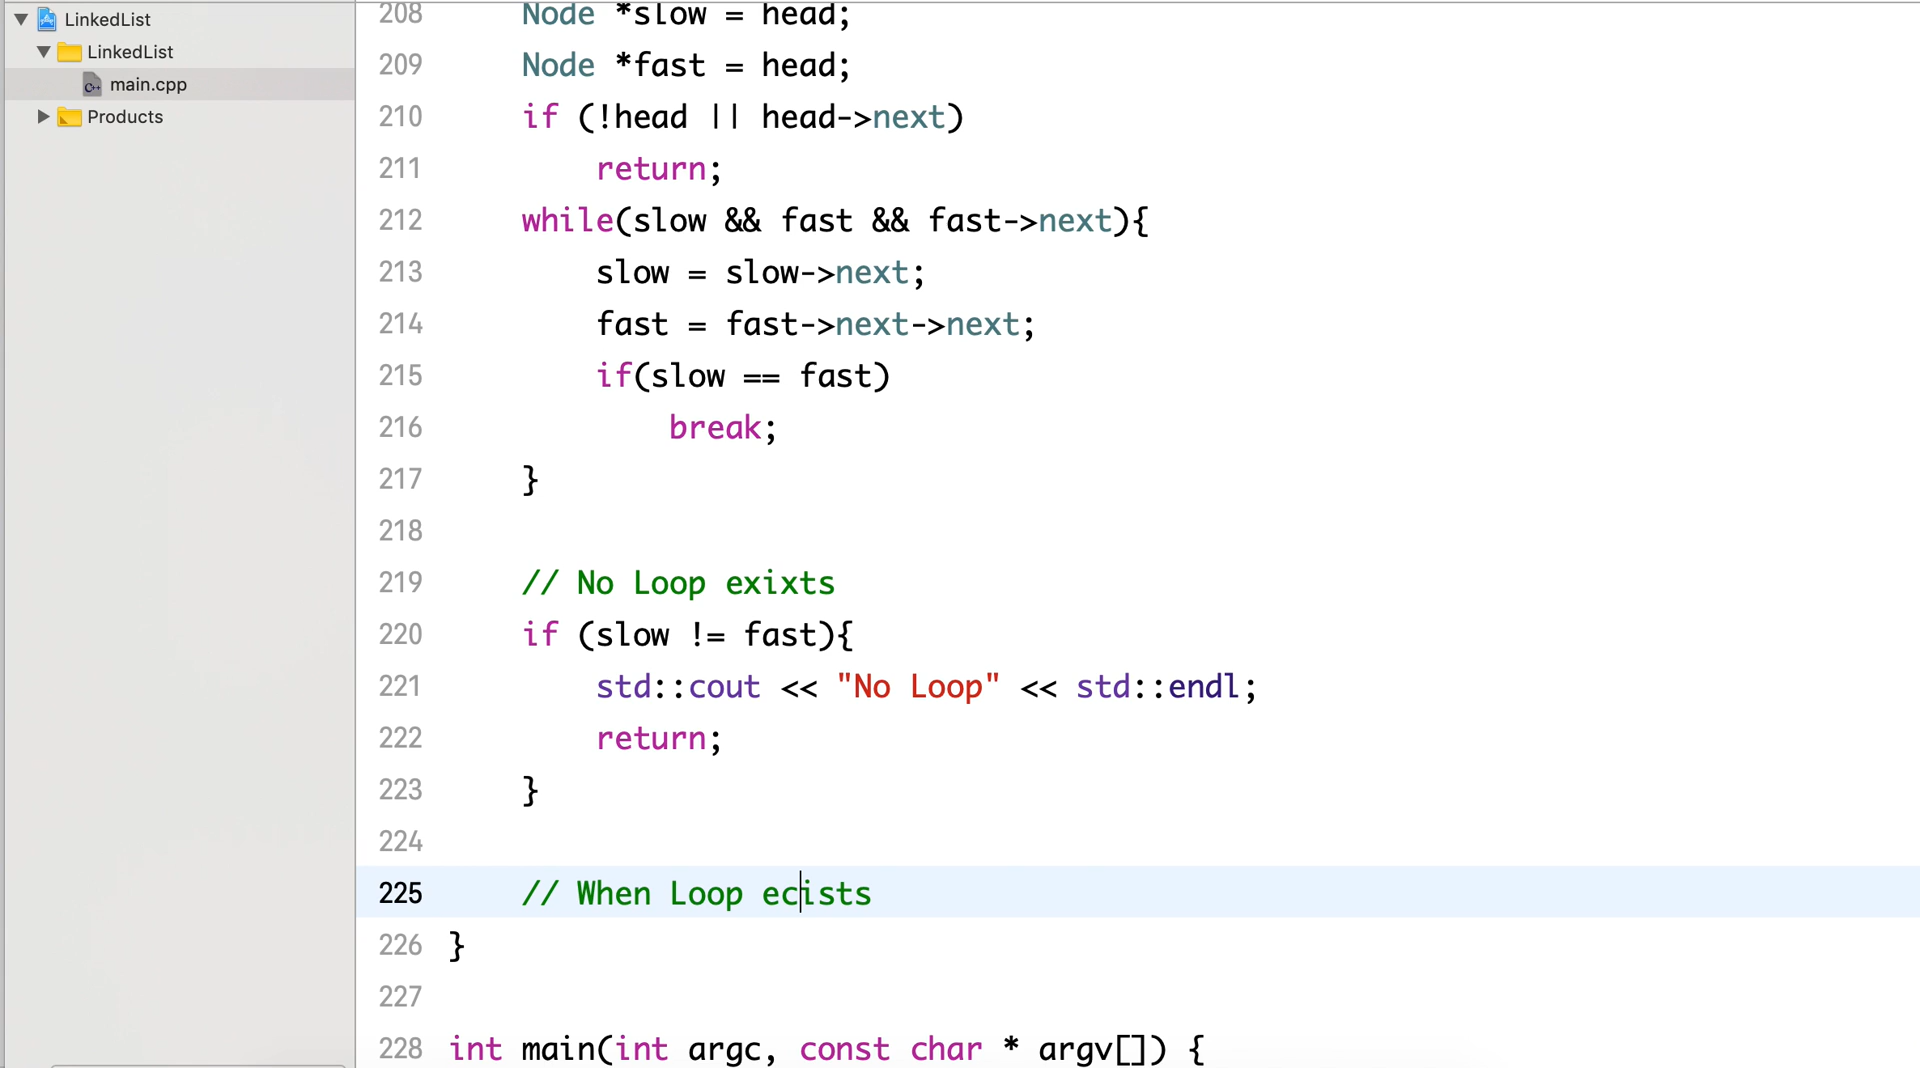 LinkedList
LinkedList
main.cpp
Products
208 Node *slow = head;
209 Node *fast = head;
210 if (!head || head->next)
211 return;
212 while(slow && fast && fast->next){
213 slow = slow->next;
214 fast = fast->next->next;
215 if(slow == fast)
216 break;
217 }
218
219 // No Loop exixts
220 if (slow != fast){
221 std::cout << "No Loop" << std::endl;
222 return;
223 }
224
225 // When Loop ecists
226 }
227
228 int main(int argc, const char * argv[]) {